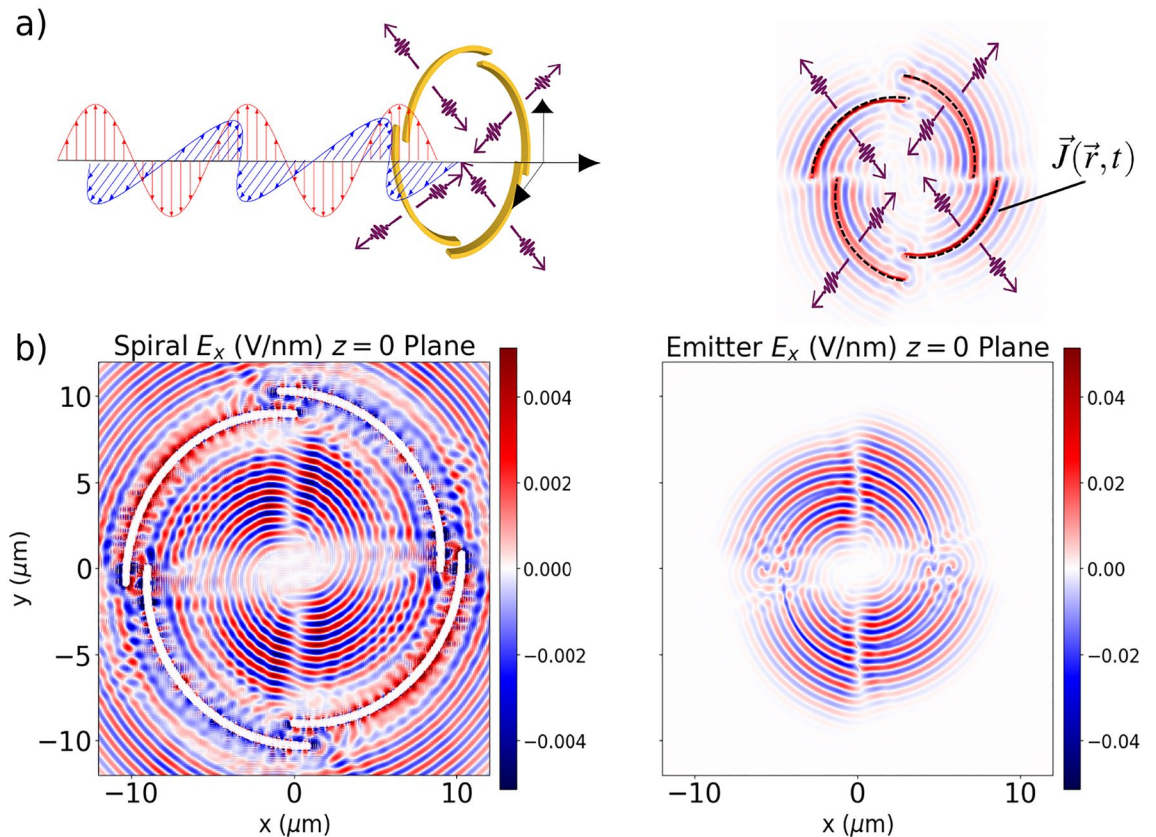 a)
J⃗(r⃗, t)
b)
Spiral Eₓ (V/nm) z = 0 Plane
Emitter Eₓ (V/nm) z = 0 Plane
10
5
0
−5
−10
y (μm)
−10
0
10
x (μm)
0.004
0.002
0.000
−0.002
−0.004
−10
0
10
x (μm)
0.04
0.02
0.00
−0.02
−0.04